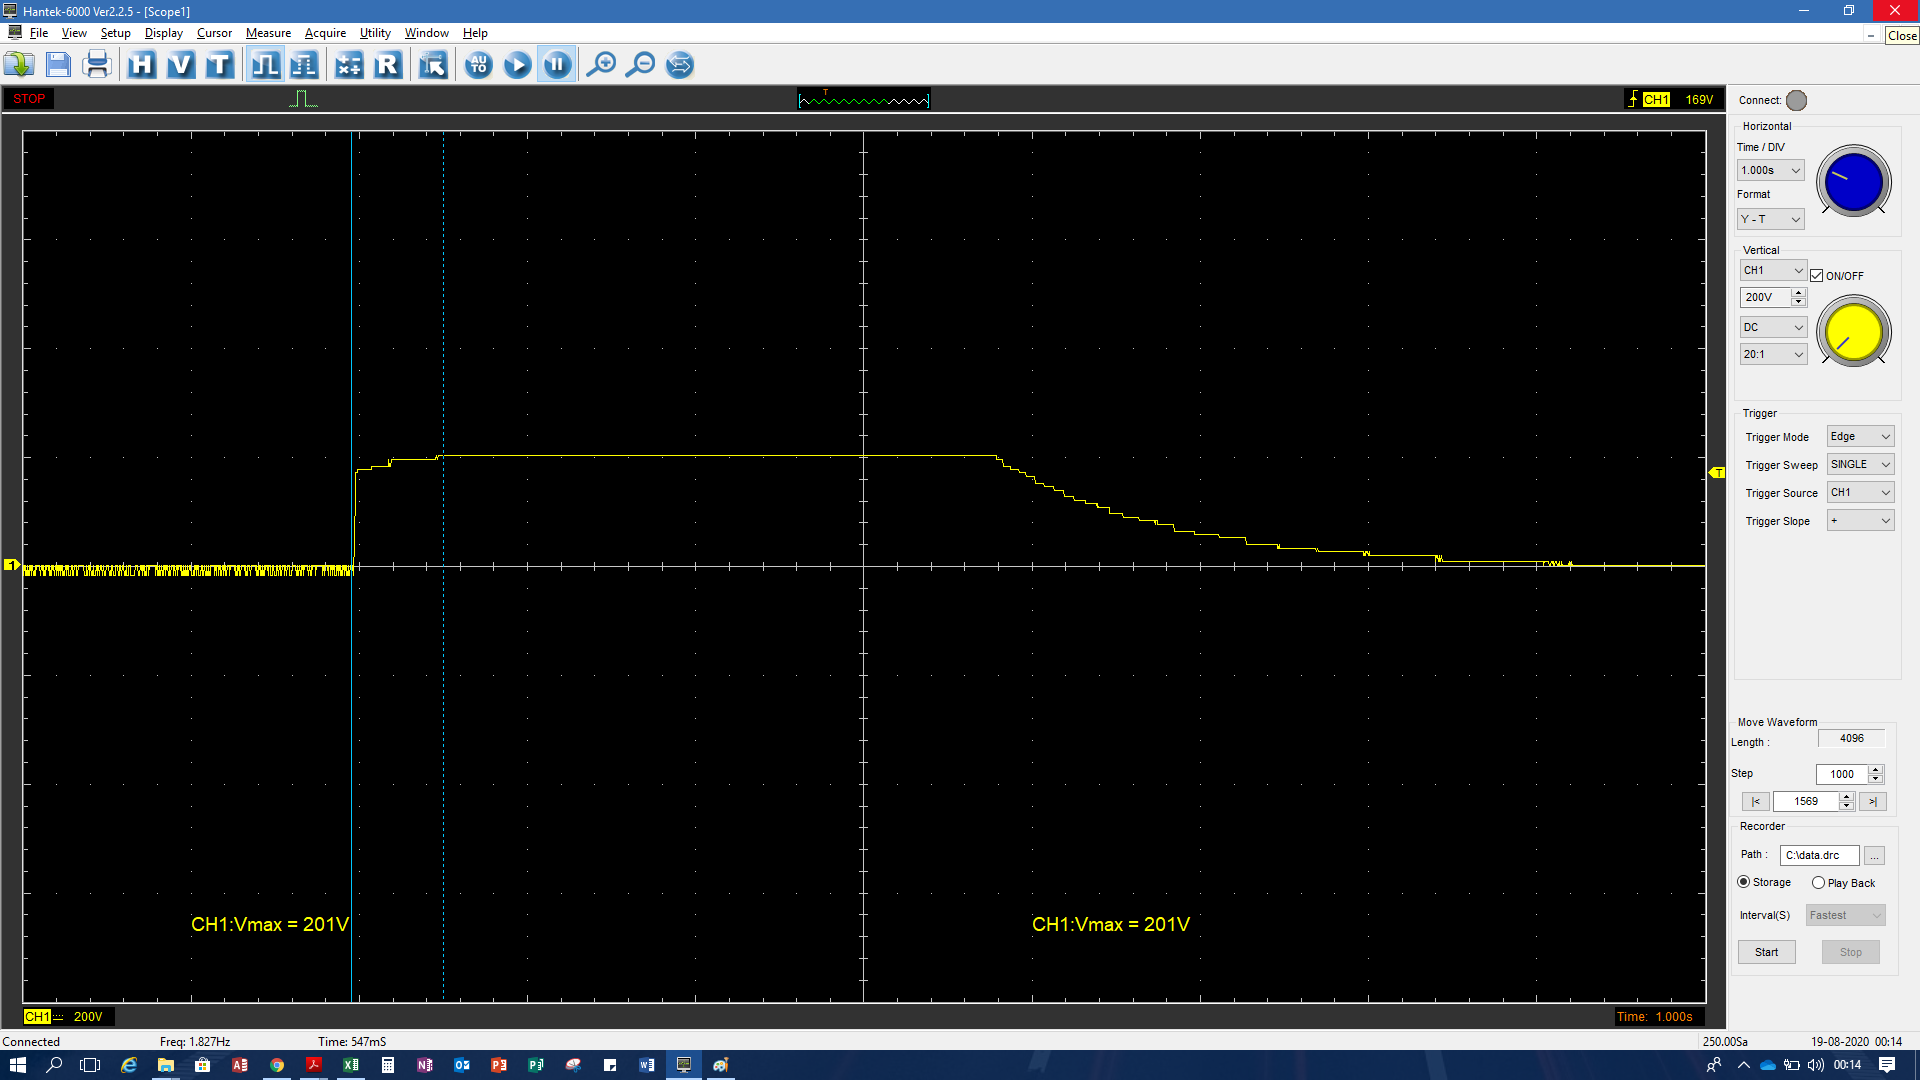 Hantek-6000 Ver2.2.5 - [Scope1]
File View Setup Display Cursor Measure Acquire Utility Window Help
Close
H V T R AUTO
STOP
T
CH1 169V
Connect:
Horizontal
Time / DIV
1.000s
Format
Y - T
Vertical
CH1
ON/OFF
200V
DC
20:1
Trigger
Trigger Mode Edge
Trigger Sweep SINGLE
T
Trigger Source CH1
Trigger Slope +
1
Move Waveform
Length : 4096
Step 1000
|< 1569 >|
Recorder
Path : C:\data.drc ...
Storage Play Back
Interval(S) Fastest
Start Stop
CH1:Vmax = 201V CH1:Vmax = 201V
CH1 200V Time: 1.000s
Connected Freq: 1.827Hz Time: 547mS 250.00Sa 19-08-2020 00:14
00:14